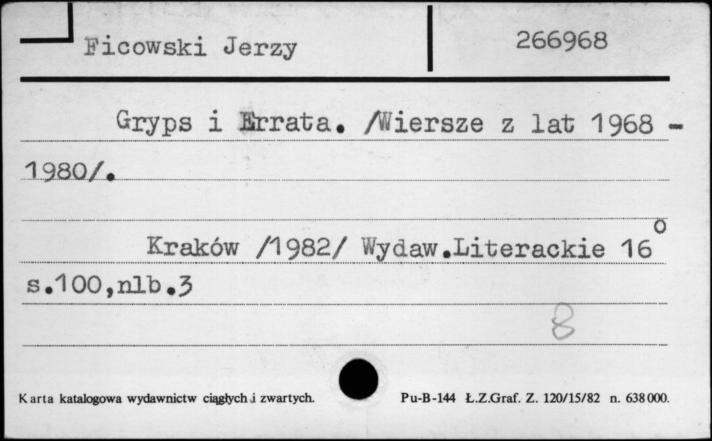 Ficowski Jerzy 266968
Gryps i Errata. /Wiersze z lat 1968 -
1980/.
Kraków /1982/ Wydaw.Literackie 16°
s.100,nlb.3
8
Karta katalogowa wydawnictw ciągłych i zwartych. Pu-B-144 Ł.Z.Graf. Z. 120/15/82 n. 638000.